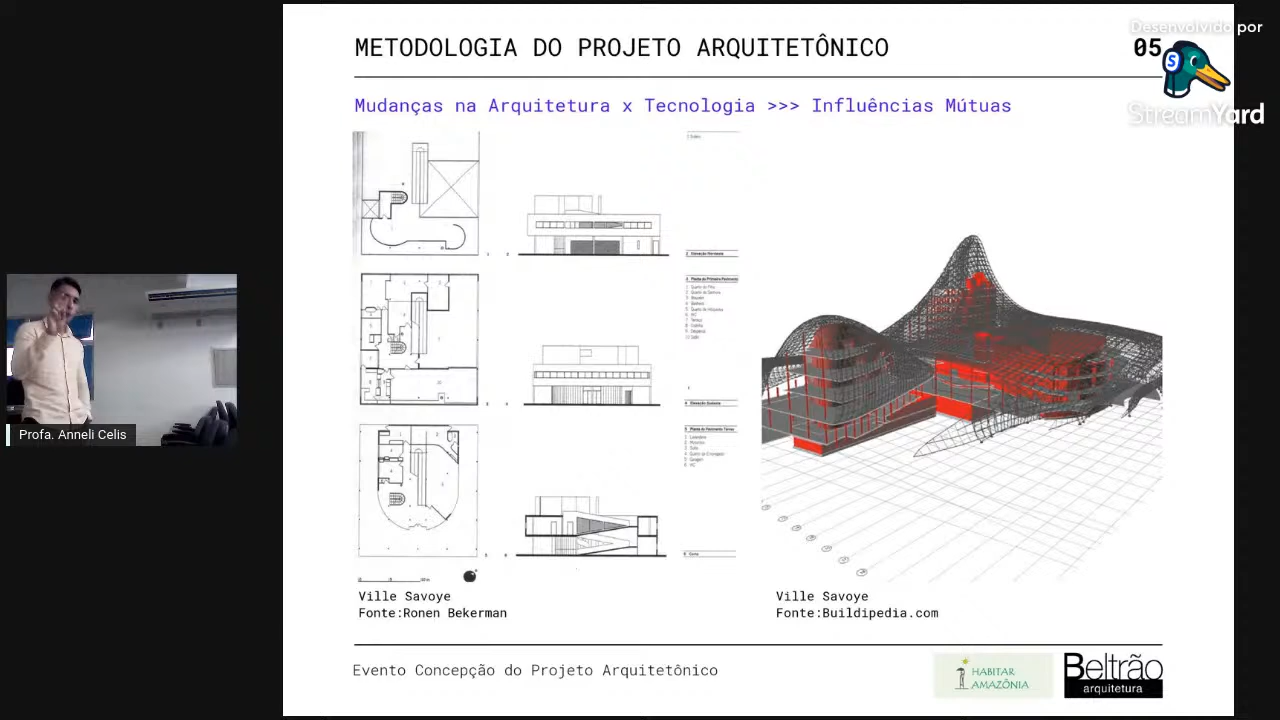 Desenvolvido por
StreamYard
METODOLOGIA DO PROJETO ARQUITETÔNICO
05
Mudanças na Arquitetura x Tecnologia >>> Influências Mútuas
Ville Savoye
Fonte:Ronen Bekerman
Ville Savoye
Fonte:Buildipedia.com
Evento Concepção do Projeto Arquitetônico
HABITAR
AMAZÔNIA
Beltrão
arquitetura
Profa. Anneli Celis